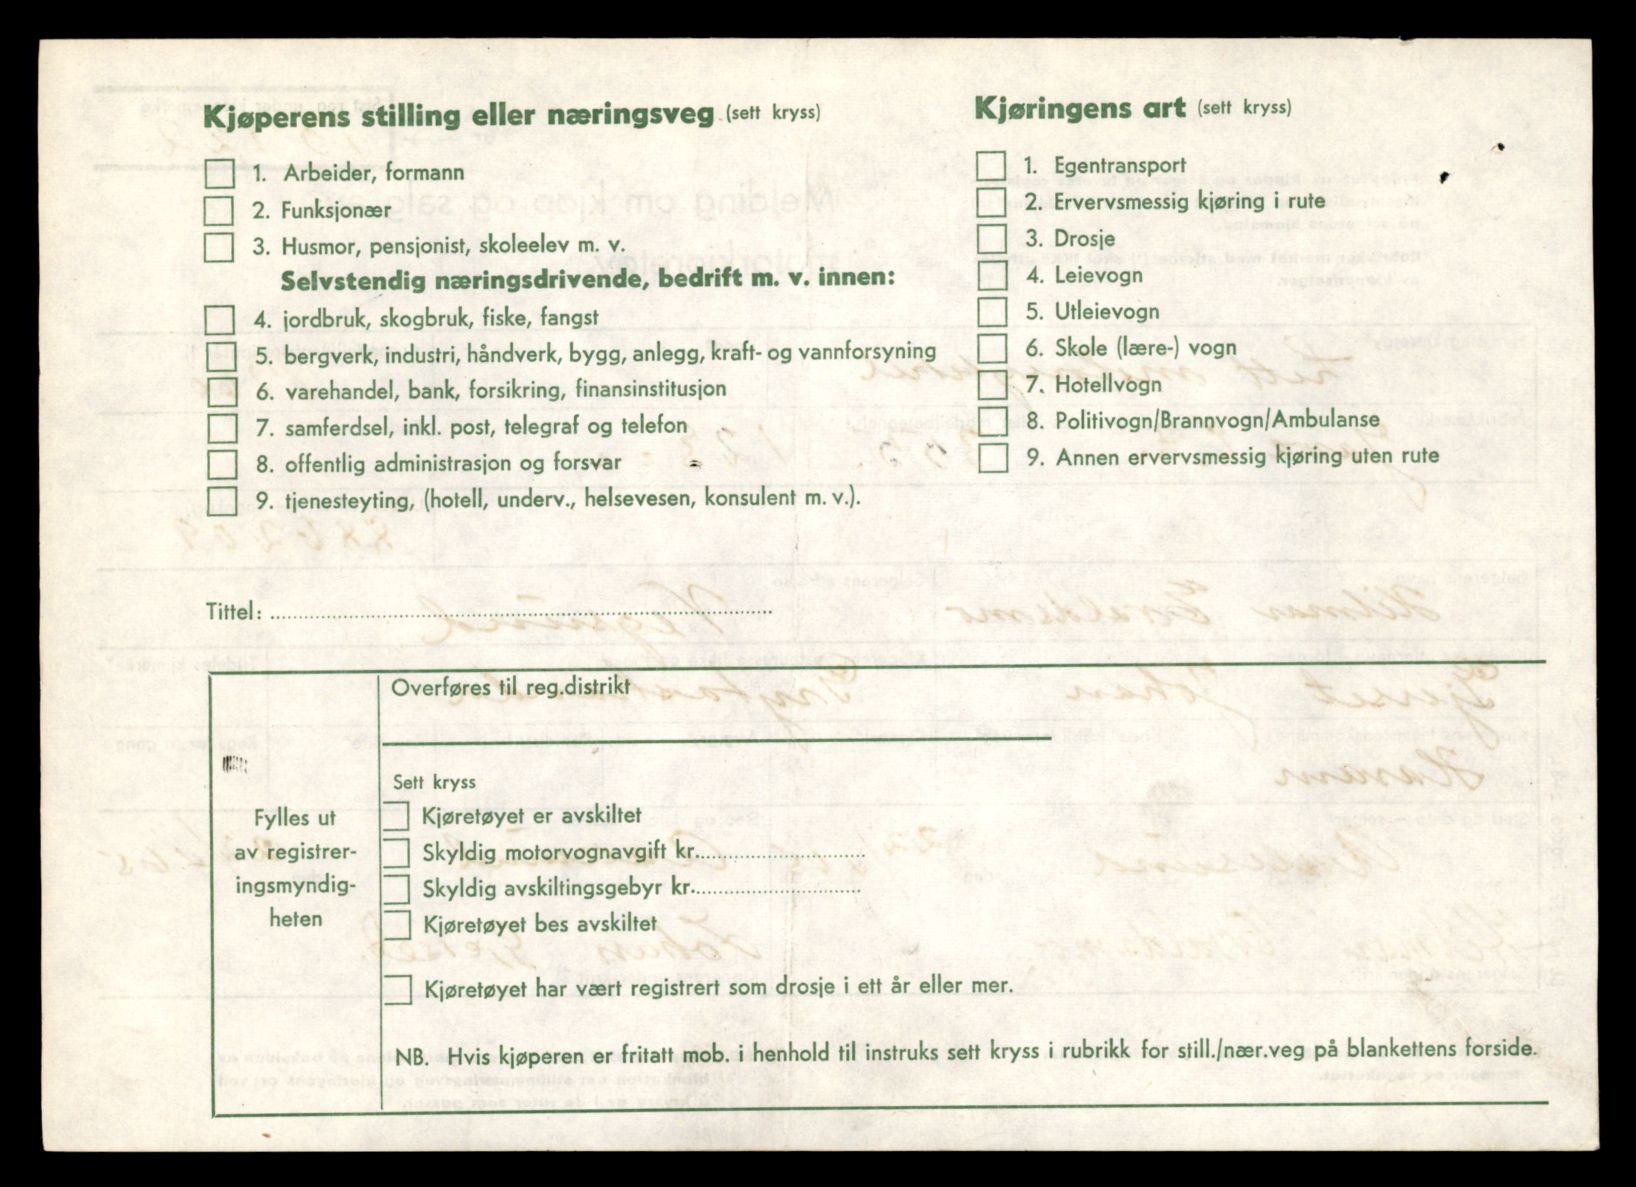 Kjøperens stilling eller næringsveg (sett kryss)
1. Arbeider, formann
2. Funksjonær
3. Husmor, pensjonist, skoleelev m. v.
Selvstendig næringsdrivende, bedrift m. v. innen:
4. jordbruk, skogbruk, fiske, fangst
5. bergverk, industri, håndverk, bygg, anlegg, kraft- og vannforsyning
6. varehandel, bank, forsikring, finansinstitusjon
7. samferdsel, inkl. post, telegraf og telefon
8. offentlig administrasjon og forsvar
9. tjenesteyting, (hotell, underv., helsevesen, konsulent m. v.).
Kjøringens art (sett kryss)
1. Egentransport
2. Ervervsmessig kjøring i rute
3. Drosje
4. Leievogn
5. Utleievogn
6. Skole (lære-) vogn
7. Hotellvogn
8. Politivogn/Brannvogn/Ambulanse
9. Annen ervervsmessig kjøring uten rute
Tittel:
Fylles ut
av registrer-
ingsmyndig-
heten
Overføres til reg.distrikt
Sett kryss
Kjøretøyet er avskiltet
Skyldig motorvognavgift kr.
Skyldig avskiltingsgebyr kr.
Kjøretøyet bes avskiltet
Kjøretøyet har vært registrert som drosje i ett år eller mer.
NB. Hvis kjøperen er fritatt mob. i henhold til instruks sett kryss i rubrikk for still./nær.veg på blankettens forside.